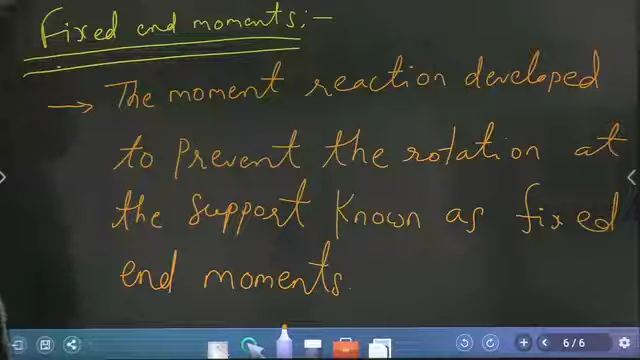 Fixed end moments:-
→ The moment reaction developed
to prevent the rotation at
the support known as fixed
end moments.
6/6